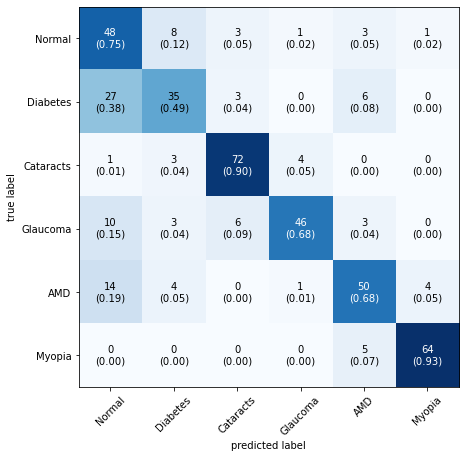 Normal 48 8 3 1 3 1
(0.75) (0.12) (0.05) (0.02) (0.05) (0.02)
Diabetes 27 35 3 0 6 0
(0.38) (0.49) (0.04) (0.00) (0.08) (0.00)
Cataracts 1 3 72 4 0 0
(0.01) (0.04) (0.90) (0.05) (0.00) (0.00)
Glaucoma 10 3 6 46 3 0
(0.15) (0.04) (0.09) (0.68) (0.04) (0.00)
AMD 14 4 0 1 50 4
(0.19) (0.05) (0.00) (0.01) (0.68) (0.05)
Myopia 0 0 0 0 5 64
(0.00) (0.00) (0.00) (0.00) (0.07) (0.93)
true label
Normal Diabetes Cataracts Glaucoma AMD Myopia
predicted label